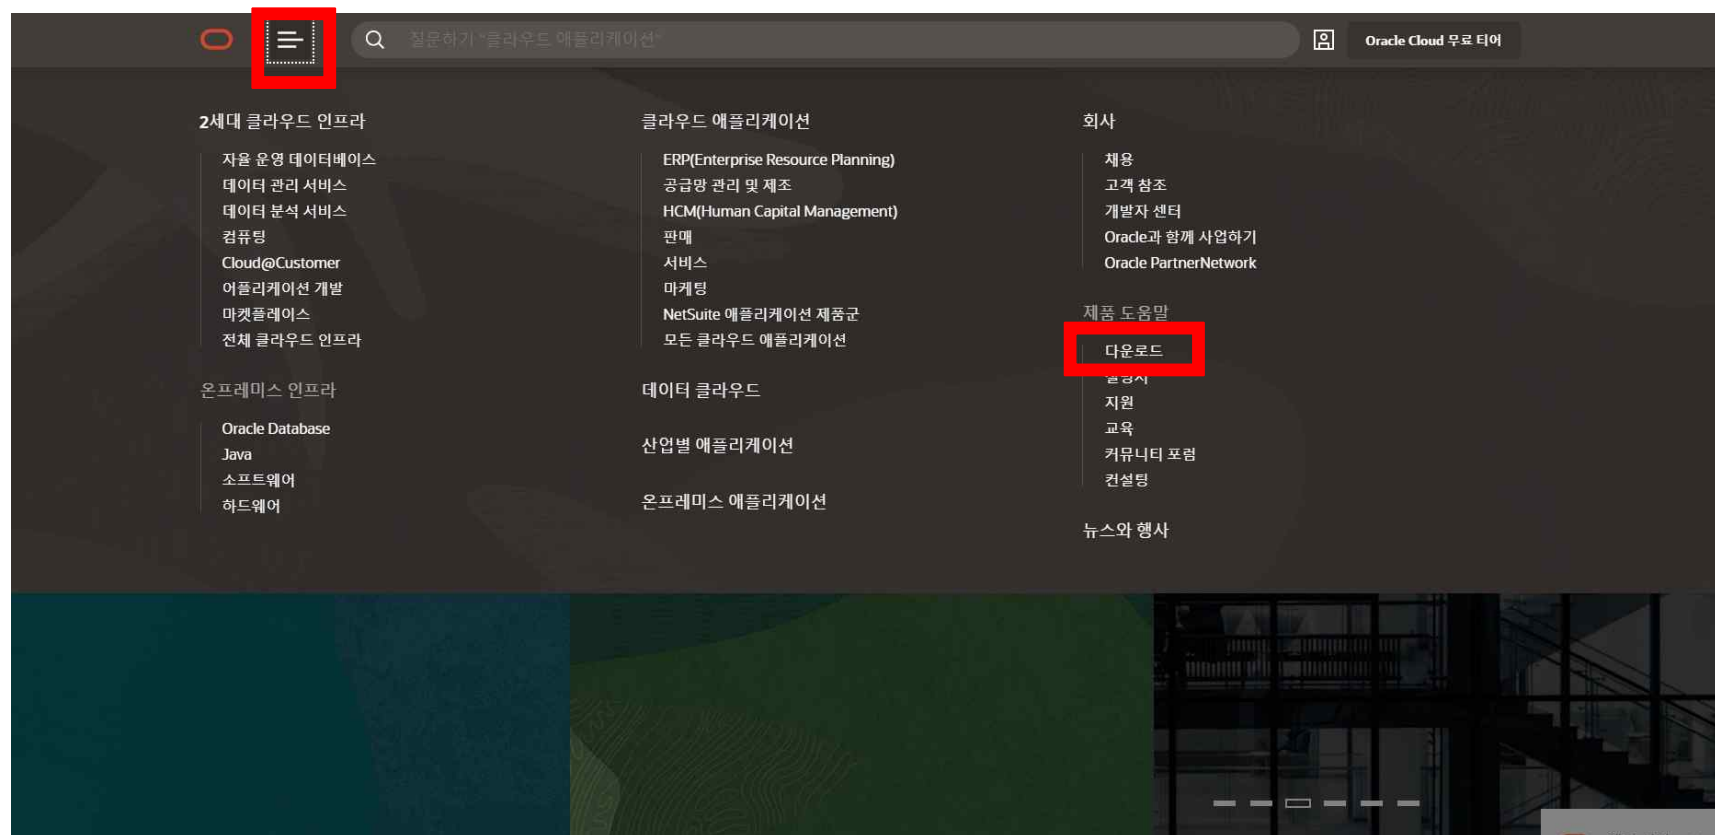 질문하기 "클라우드 애플리케이션"
Oracle Cloud 무료 티어
2세대 클라우드 인프라
자율 운영 데이터베이스
데이터 관리 서비스
데이터 분석 서비스
컴퓨팅
Cloud@Customer
어플리케이션 개발
마켓플레이스
전체 클라우드 인프라
온프레미스 인프라
Oracle Database
Java
소프트웨어
하드웨어
클라우드 애플리케이션
ERP(Enterprise Resource Planning)
공급망 관리 및 제조
HCM(Human Capital Management)
판매
서비스
마케팅
NetSuite 애플리케이션 제품군
모든 클라우드 애플리케이션
데이터 클라우드
산업별 애플리케이션
온프레미스 애플리케이션
회사
채용
고객 참조
개발자 센터
Oracle과 함께 사업하기
Oracle PartnerNetwork
제품 도움말
다운로드
지원
교육
커뮤니티 포럼
컨설팅
뉴스와 행사